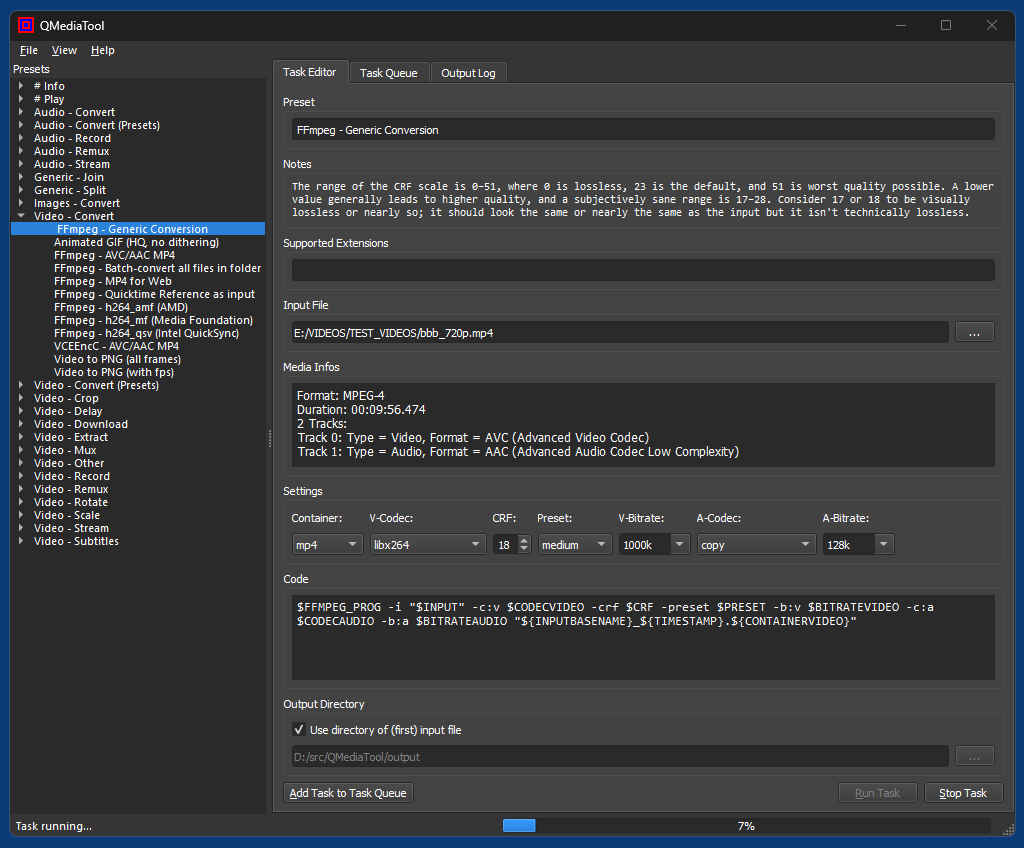 QMediaTool
File View Help
Presets
# Info
# Play
Audio - Convert
Audio - Convert (Presets)
Audio - Record
Audio - Remux
Audio - Stream
Generic - Join
Generic - Split
Images - Convert
Video - Convert
FFmpeg - Generic Conversion
Animated GIF (HQ, no dithering)
FFmpeg - AVC/AAC MP4
FFmpeg - Batch-convert all files in folder
FFmpeg - MP4 for Web
FFmpeg - Quicktime Reference as input
FFmpeg - h264_amf (AMD)
FFmpeg - h264_mf (Media Foundation)
FFmpeg - h264_qsv (Intel QuickSync)
VCEEncC - AVC/AAC MP4
Video to PNG (all frames)
Video to PNG (with fps)
Video - Convert (Presets)
Video - Crop
Video - Delay
Video - Download
Video - Extract
Video - Mux
Video - Other
Video - Record
Video - Remux
Video - Rotate
Video - Scale
Video - Stream
Video - Subtitles
Task Editor Task Queue Output Log
Preset
FFmpeg - Generic Conversion
Notes
The range of the CRF scale is 0–51, where 0 is lossless, 23 is the default, and 51 is worst quality possible. A lower
value generally leads to higher quality, and a subjectively sane range is 17–28. Consider 17 or 18 to be visually
lossless or nearly so; it should look the same or nearly the same as the input but it isn't technically lossless.
Supported Extensions
Input File
E:/VIDEOS/TEST_VIDEOS/bbb_720p.mp4 ...
Media Infos
Format: MPEG-4
Duration: 00:09:56.474
2 Tracks:
Track 0: Type = Video, Format = AVC (Advanced Video Codec)
Track 1: Type = Audio, Format = AAC (Advanced Audio Codec Low Complexity)
Settings
Container: V-Codec: CRF: Preset: V-Bitrate: A-Codec: A-Bitrate:
mp4 libx264 18 medium 1000k copy 128k
Code
$FFMPEG_PROG -i "$INPUT" -c:v $CODECVIDEO -crf $CRF -preset $PRESET -b:v $BITRATEVIDEO -c:a
$CODECAUDIO -b:a $BITRATEAUDIO "${INPUTBASENAME}_${TIMESTAMP}.${CONTAINERVIDEO}"
Output Directory
Use directory of (first) input file
D:/src/QMediaTool/output ...
Add Task to Task Queue Run Task Stop Task
Task running... 7%